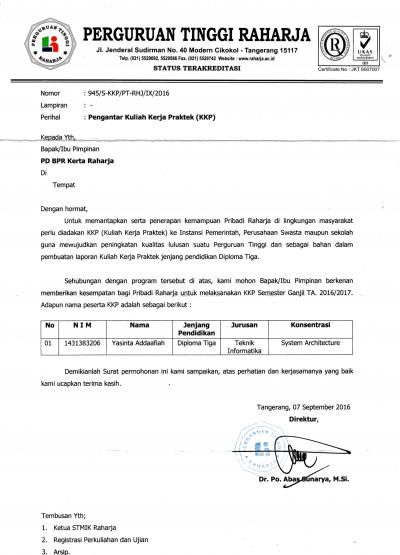 PERGURUAN TINGGI
RAHARJA
PERGURUAN TINGGI RAHARJA
Jl. Jenderal Sudirman No. 40 Modern Cikokol - Tangerang 15117
Telp. (021) 5529692, 5529586 Fax. (021) 5529742 Website : www.raharja.ac.id
STATUS TERAKREDITASI
UKAS
Certificate No : JKT 6007007
Nomor : 945/S-KKP/PT-RHJ/IX/2016
Lampiran : -
Perihal : Pengantar Kuliah Kerja Praktek (KKP)
Kepada Yth,
Bapak/Ibu Pimpinan
PD BPR Kerta Raharja
Di
Tempat
Dengan hormat,
Untuk memantapkan serta penerapan kemampuan Pribadi Raharja di lingkungan masyarakat
perlu diadakan KKP (Kuliah Kerja Praktek) ke Instansi Pemerintah, Perusahaan Swasta maupun sekolah
guna mewujudkan peningkatan kualitas lulusan suatu Perguruan Tinggi dan sebagai bahan dalam
pembuatan laporan Kuliah Kerja Praktek jenjang pendidikan Diploma Tiga.
Sehubungan dengan program tersebut di atas, kami mohon Bapak/Ibu Pimpinan berkenan
memberikan kesempatan bagi Pribadi Raharja untuk melaksanakan KKP Semester Ganjil TA. 2016/2017.
Adapun nama peserta KKP adalah sebagai berikut :
No N I M Nama Jenjang Pendidikan Jurusan Konsentrasi
01 1431383206 Yasinta Addaafiah Diploma Tiga Teknik Informatika System Architecture
Demikianlah Surat permohonan ini kami sampaikan, atas perhatian dan kerjasamanya yang baik
kami ucapkan terima kasih.
Tangerang, 07 September 2016
Direktur,
Dr. Po. Abas Sunarya, M.Si.
Tembusan Yth;
1. Ketua STMIK Raharja
2. Registrasi Perkuliahan dan Ujian
3. Arsip.